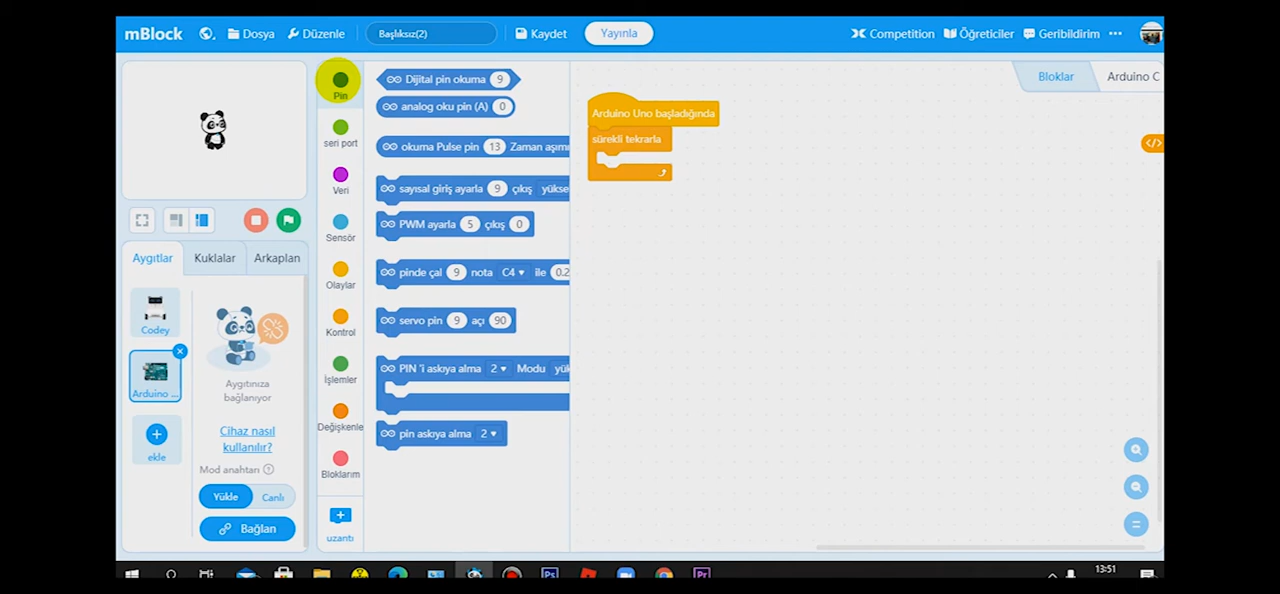 mBlock Dosya Düzenle Başlıksız(2) Kaydet Yayınla Competition Öğreticiler Geribildirim
Bloklar Arduino C
Pin
seri port
Veri
Sensör
Olaylar
Kontrol
İşlemler
Değişkenle
Bloklarım
uzantı
Dijital pin okuma 9
analog oku pin (A) 0
okuma Pulse pin 13 Zaman aşımı
sayısal giriş ayarla 9 çıkış yükse
PWM ayarla 5 çıkış 0
pinde çal 9 nota C4 ile 0.2
servo pin 9 açı 90
PIN 'i askıya alma 2 Modu yük
pin askıya alma 2
Arduino Uno başladığında
sürekli tekrarla
Aygıtlar Kuklalar Arkaplan
Codey
Arduino ...
ekle
Aygıtınıza
bağlanıyor
Cihaz nasıl
kullanılır?
Mod anahtarı
Yükle Canlı
Bağlan
13:51